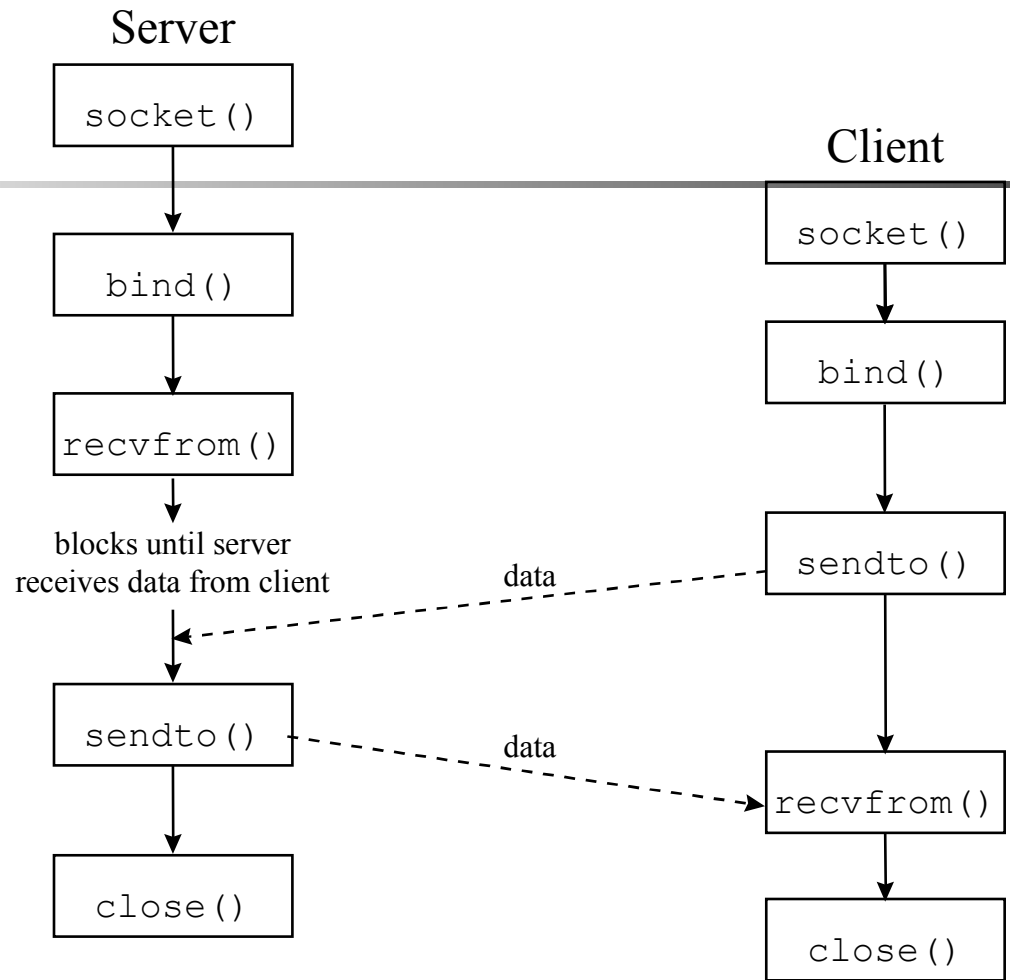 Server
socket()
bind()
recvfrom()
blocks until server
receives data from client
sendto()
close()
data
data
Client
socket()
bind()
sendto()
recvfrom()
close()